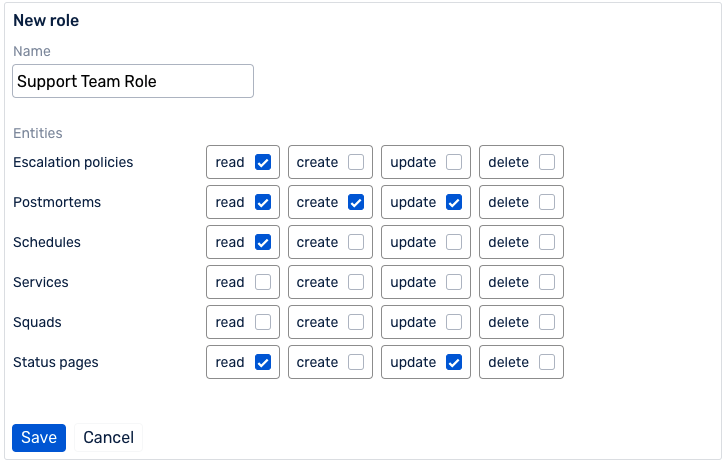 New role
Name
Support Team Role
Entities
Escalation policies read create update delete
Postmortems read create update delete
Schedules read create update delete
Services read create update delete
Squads read create update delete
Status pages read create update delete
Save Cancel